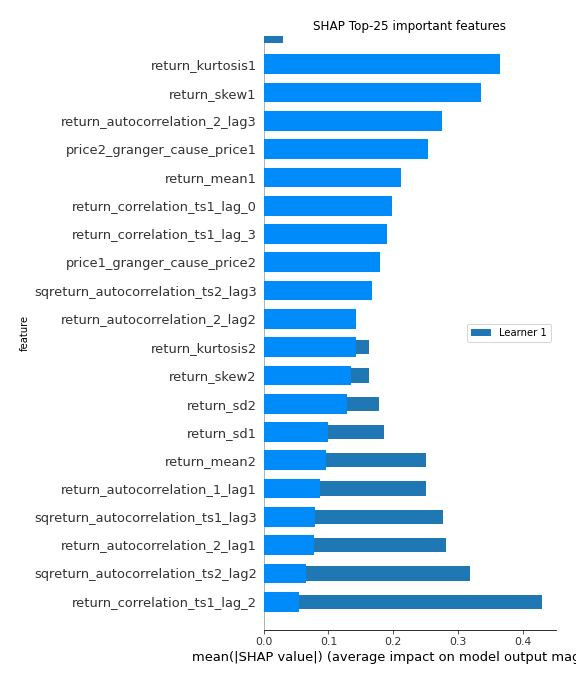 SHAP Top-25 important features
return_kurtosis1
return_skew1
return_autocorrelation_2_lag3
price2_granger_cause_price1
return_mean1
return_correlation_ts1_lag_0
return_correlation_ts1_lag_3
price1_granger_cause_price2
sqreturn_autocorrelation_ts2_lag3
return_autocorrelation_2_lag2
return_kurtosis2
return_skew2
return_sd2
return_sd1
return_mean2
return_autocorrelation_1_lag1
sqreturn_autocorrelation_ts1_lag3
return_autocorrelation_2_lag1
sqreturn_autocorrelation_ts2_lag2
return_correlation_ts1_lag_2
feature
Learner 1
0.0 0.1 0.2 0.3 0.4
mean(|SHAP value|) (average impact on model output mag